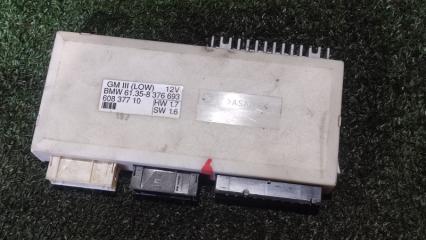 GM III (LOW) 12V
BMW 61.35-8 376 693
608 377 10 HW 1.7
SW 1.6